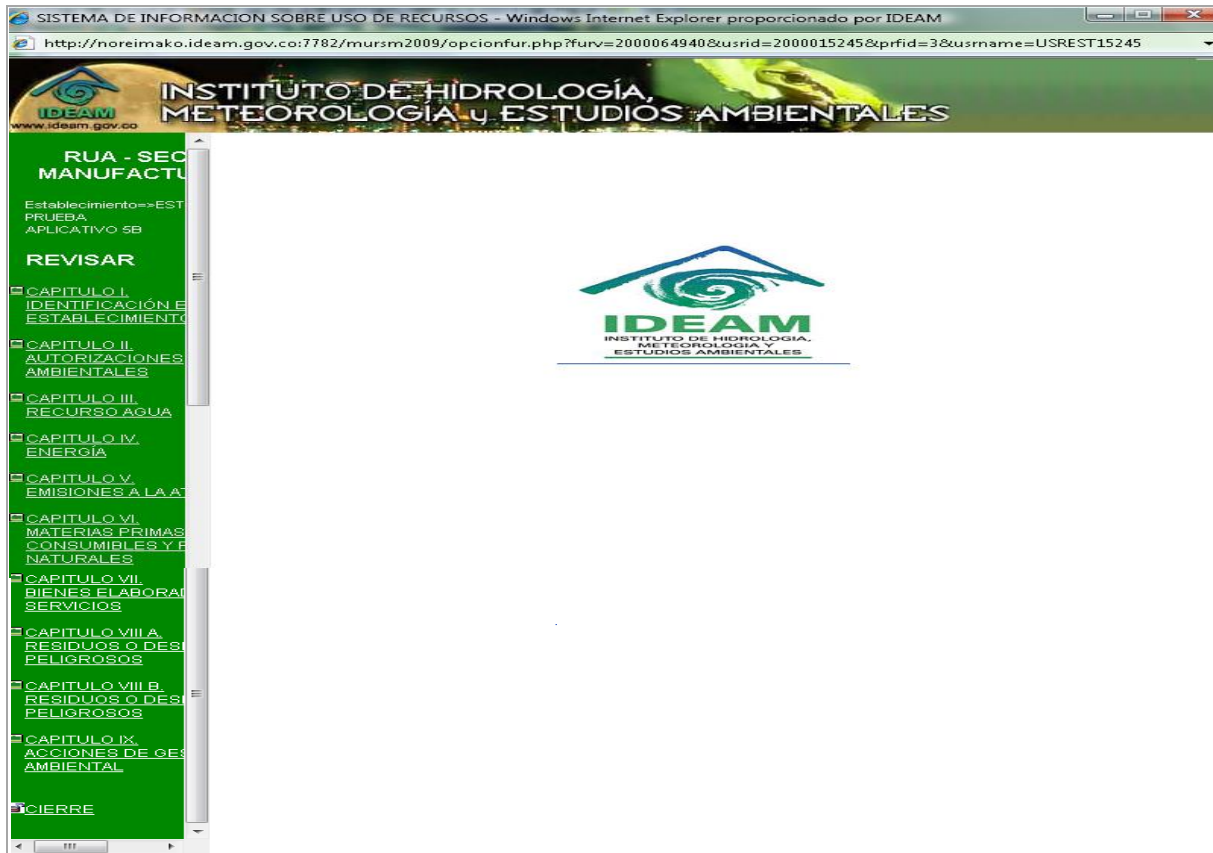 SISTEMA DE INFORMACION SOBRE USO DE RECURSOS - Windows Internet Explorer proporcionado por IDEAM
http://noreimako.ideam.gov.co:7782/mursm2009/opcionfur.php?furv=2000064940&usrid=2000015245&prfid=3&usrname=USREST15245
IDEAM
www.ideam.gov.co
INSTITUTO DE HIDROLOGÍA,
METEOROLOGÍA y ESTUDIOS AMBIENTALES
RUA - SEC
MANUFACTU
Establecimiento=>EST
PRUEBA
APLICATIVO 5B
REVISAR
CAPITULO I.
IDENTIFICACIÓN E
ESTABLECIMIENTO
CAPITULO II.
AUTORIZACIONES
AMBIENTALES
CAPITULO III.
RECURSO AGUA
CAPITULO IV.
ENERGÍA
CAPITULO V.
EMISIONES A LA AT
CAPITULO VI.
MATERIAS PRIMAS
CONSUMIBLES Y R
NATURALES
CAPITULO VII.
BIENES ELABORAD
SERVICIOS
CAPITULO VIII A.
RESIDUOS O DESE
PELIGROSOS
CAPITULO VIII B.
RESIDUOS O DESE
PELIGROSOS
CAPITULO IX.
ACCIONES DE GES
AMBIENTAL
CIERRE
IDEAM
INSTITUTO DE HIDROLOGIA,
METEOROLOGIA Y
ESTUDIOS AMBIENTALES